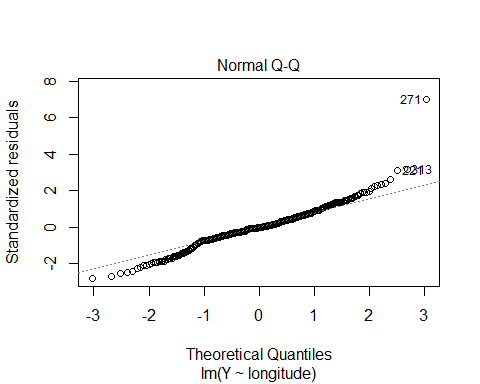 Normal Q-Q
Standardized residuals
8
6
4
2
0
-2
271
313
-3 -2 -1 0 1 2 3
Theoretical Quantiles
lm(Y ~ longitude)